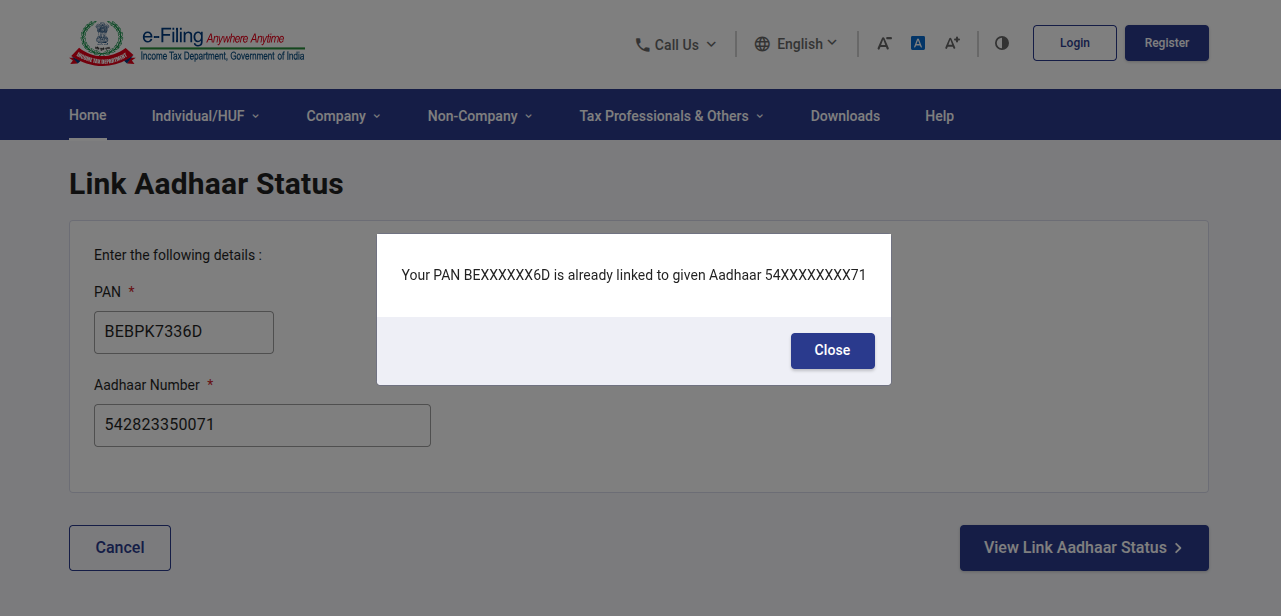 e-Filing Anywhere Anytime
Income Tax Department, Government of India
INCOME TAX DEPARTMENT
Call Us
English
A-
A
A+
Login
Register
Home
Individual/HUF
Company
Non-Company
Tax Professionals & Others
Downloads
Help
Link Aadhaar Status
Enter the following details :
PAN *
BEBPK7336D
Aadhaar Number *
542823350071
Your PAN BEXXXXXX6D is already linked to given Aadhaar 54XXXXXXXX71
Close
Cancel
View Link Aadhaar Status >